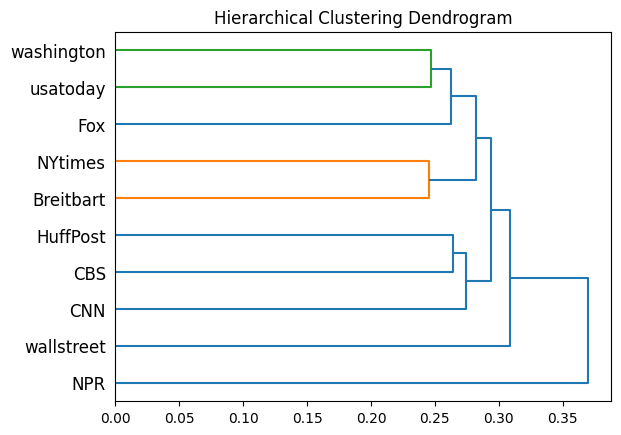 Hierarchical Clustering Dendrogram
washington
usatoday
Fox
NYtimes
Breitbart
HuffPost
CBS
CNN
wallstreet
NPR
0.00 0.05 0.10 0.15 0.20 0.25 0.30 0.35